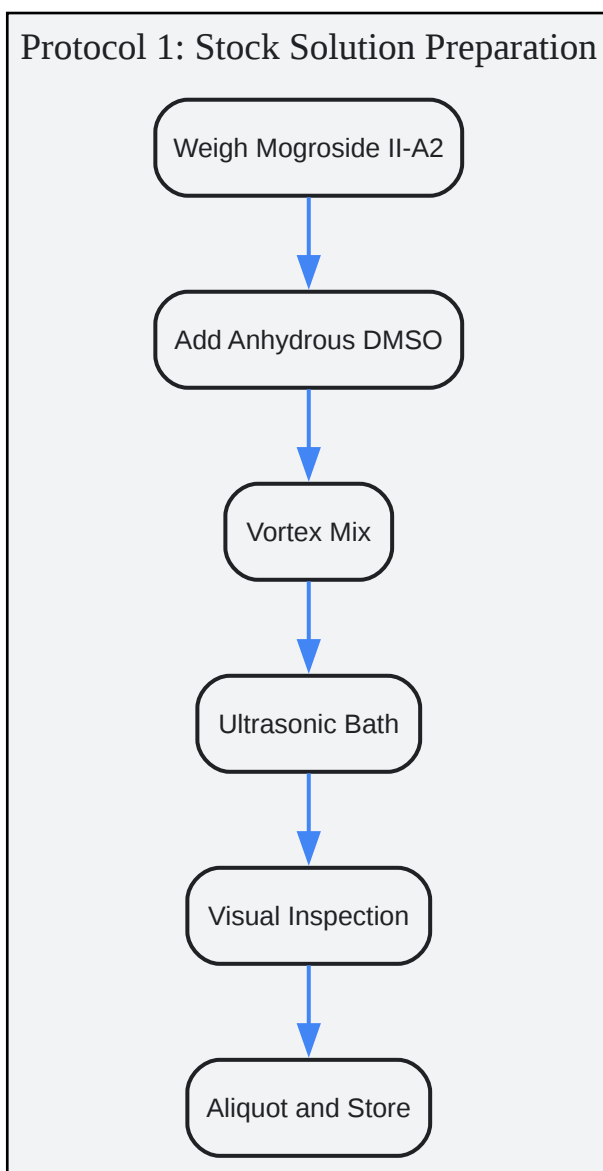 Protocol 1: Stock Solution Preparation
Weigh Mogroside II-A2
Add Anhydrous DMSO
Vortex Mix
Ultrasonic Bath
Visual Inspection
Aliquot and Store